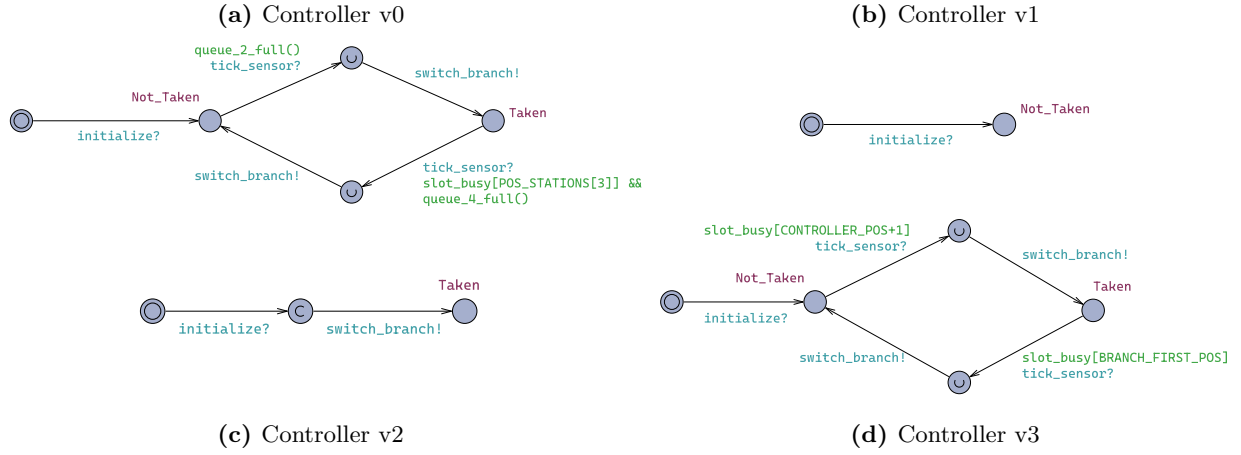 (a) Controller v0
(b) Controller v1
queue_2_full()
tick_sensor?
switch_branch!
Not_Taken
Taken
initialize?
switch_branch!
tick_sensor?
slot_busy[POS_STATIONS[3]] &&
queue_4_full()
Not_Taken
initialize?
Taken
initialize?
switch_branch!
slot_busy[CONTROLLER_POS+1]
tick_sensor?
switch_branch!
Not_Taken
Taken
initialize?
switch_branch!
slot_busy[BRANCH_FIRST_POS]
tick_sensor?
(c) Controller v2
(d) Controller v3